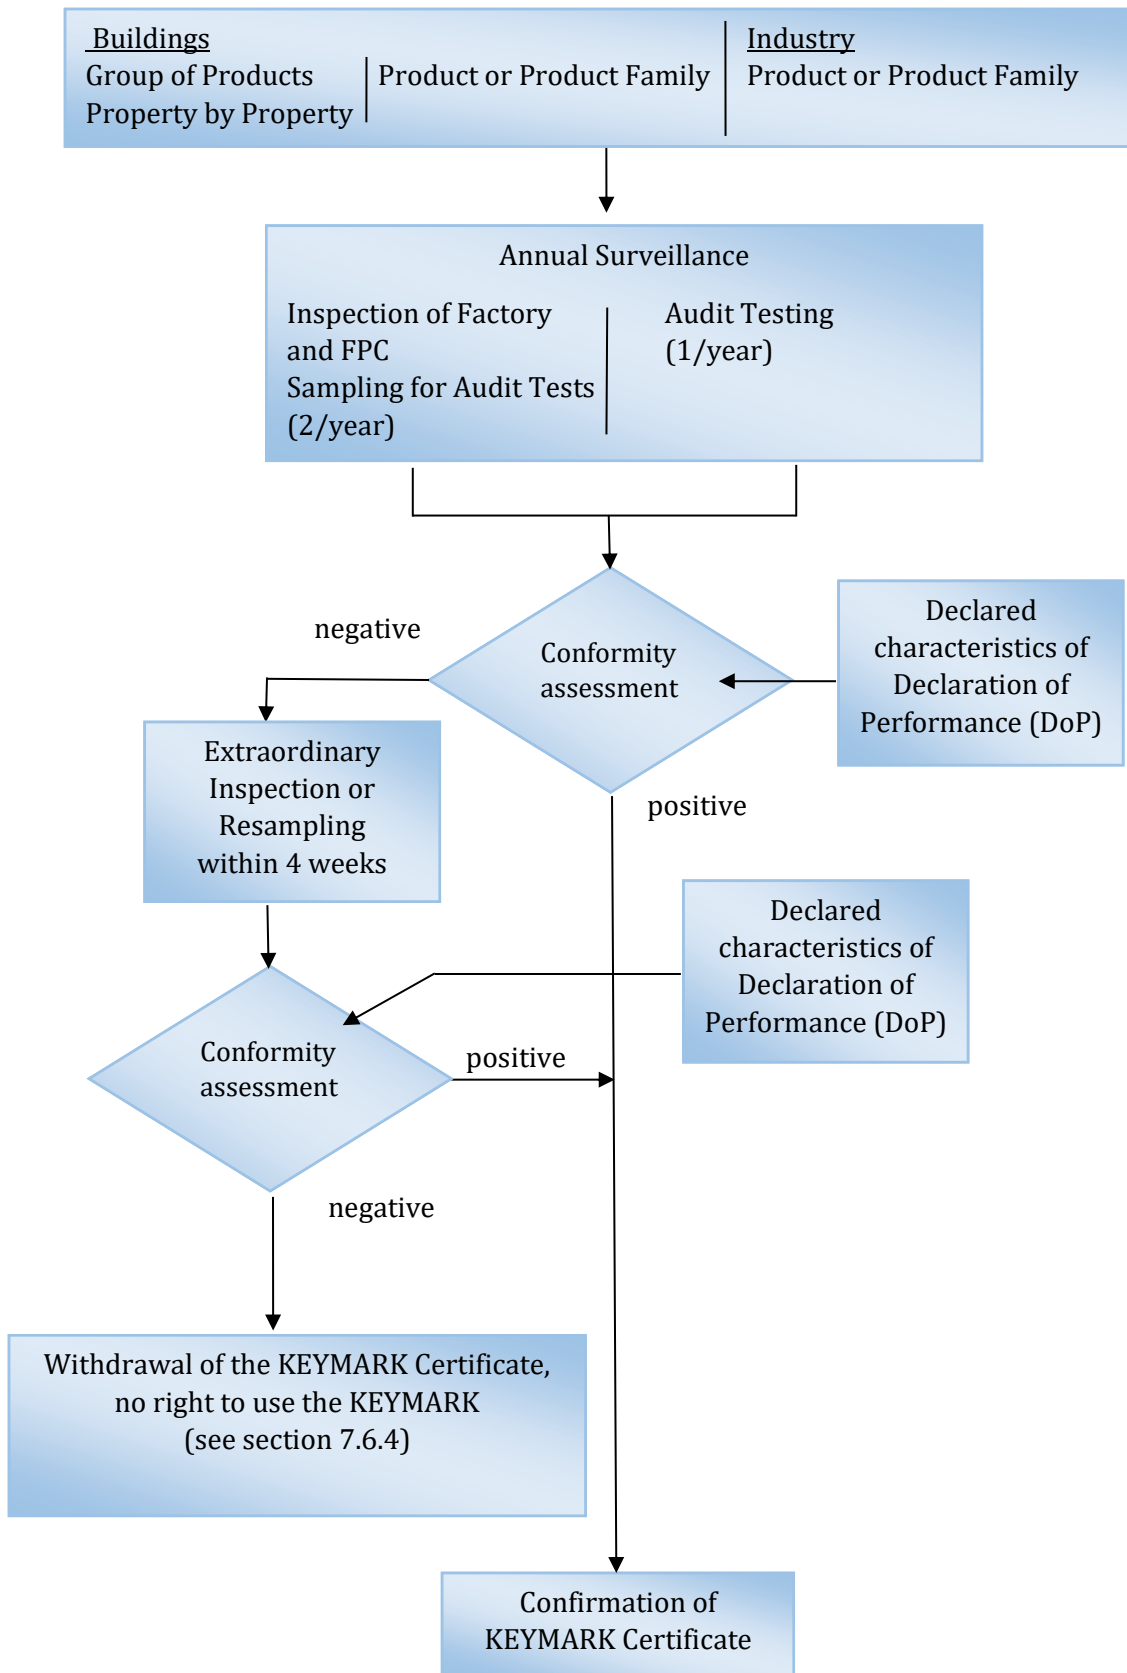 Buildings
Group of Products
Property by Property
Product or Product Family
Industry
Product or Product Family
Annual Surveillance
Inspection of Factory
and FPC
Sampling for Audit Tests
(2/year)
Audit Testing
(1/year)
negative
Conformity
assessment
Declared
characteristics of
Declaration of
Performance (DoP)
Extraordinary
Inspection or
Resampling
within 4 weeks
positive
Declared
characteristics of
Declaration of
Performance (DoP)
Conformity
assessment
positive
negative
Withdrawal of the KEYMARK Certificate,
no right to use the KEYMARK
(see section 7.6.4)
Confirmation of
KEYMARK Certificate